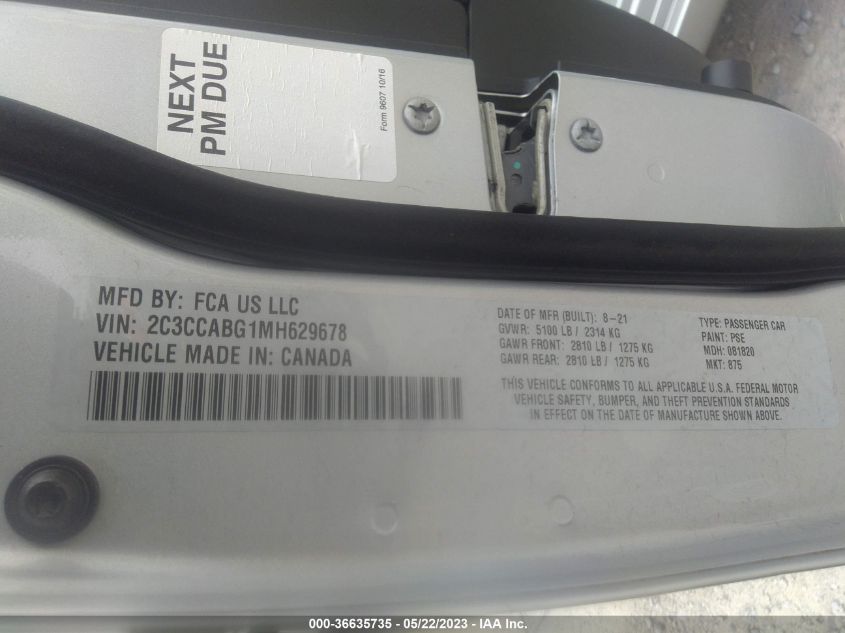 NEXT
PM DUE
Form 9607 10/16
MFD BY: FCA US LLC
VIN: 2C3CCABG1MH629678
VEHICLE MADE IN: CANADA
DATE OF MFR (BUILT): 8-21
GVWR: 5100 LB / 2314 KG
GAWR FRONT: 2810 LB / 1275 KG
GAWR REAR: 2810 LB / 1275 KG
TYPE: PASSENGER CAR
PAINT: PSE
MDH: 081820
MKT: 875
THIS VEHICLE CONFORMS TO ALL APPLICABLE U.S.A. FEDERAL MOTOR
VEHICLE SAFETY, BUMPER, AND THEFT PREVENTION STANDARDS
IN EFFECT ON THE DATE OF MANUFACTURE SHOWN ABOVE.
000-36635735 - 05/22/2023 - IAA Inc.